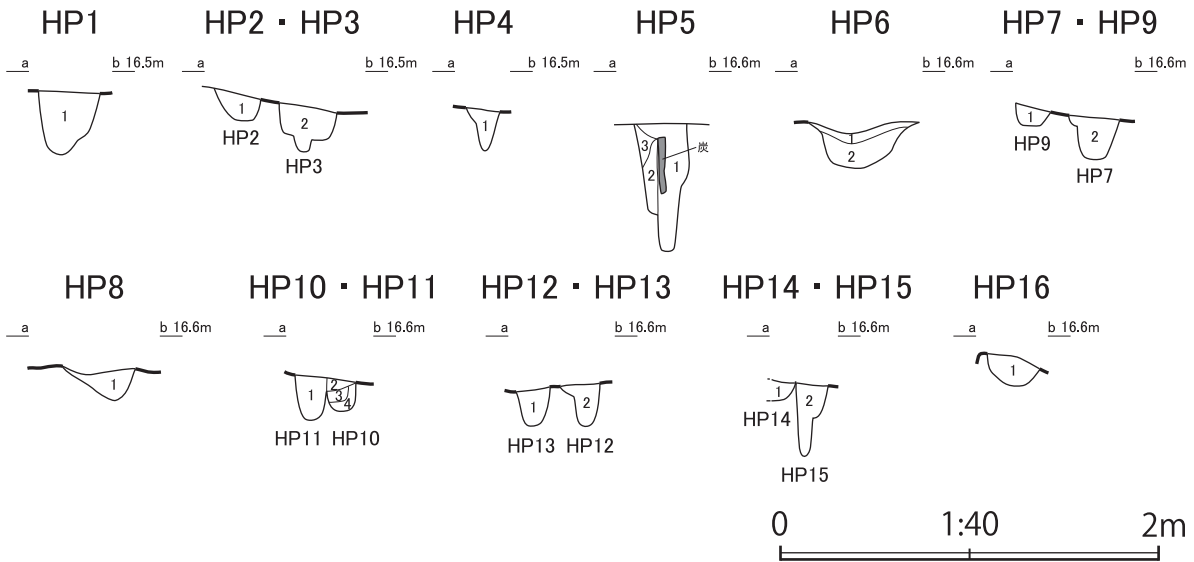 HP1
a b 16.5m
1
HP2・HP3
a b 16.5m
1
2
HP2
HP3
HP4
a b 16.5m
1
HP5
a b 16.6m
3
2
1
炭
HP6
a b 16.6m
1
2
HP7・HP9
a b 16.6m
1
2
HP9
HP7
HP8
a b 16.6m
1
HP10・HP11
a b 16.6m
1
2
3
4
HP11 HP10
HP12・HP13
a b 16.6m
1
2
HP13 HP12
HP14・HP15
a b 16.6m
1
2
HP14
HP15
HP16
a b 16.6m
1
0 1:40 2m